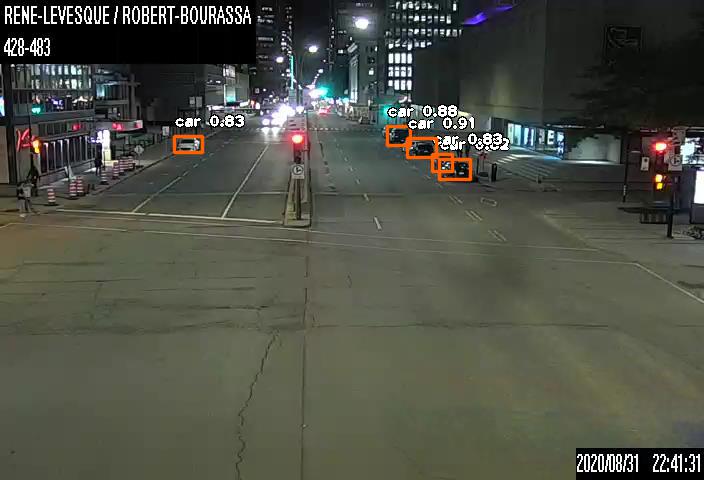 RENE-LEVESQUE / ROBERT-BOURASSA
428-483
car 0.88
car 0.91
car 0.83
car 0.83
2020/08/31 22:41:31